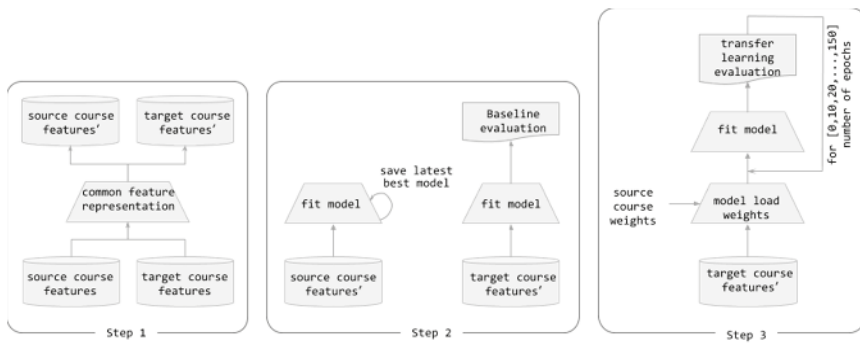 source course
features′
target course
features′
common feature
representation
source course
features
target course
features
Step 1
Baseline
evaluation
save latest
best model
fit model
fit model
source course
features′
target course
features′
Step 2
transfer
learning
evaluation
for [0,10,20,...,150]
number of epochs
fit model
source
course
weights
model load
weights
target course
features′
Step 3